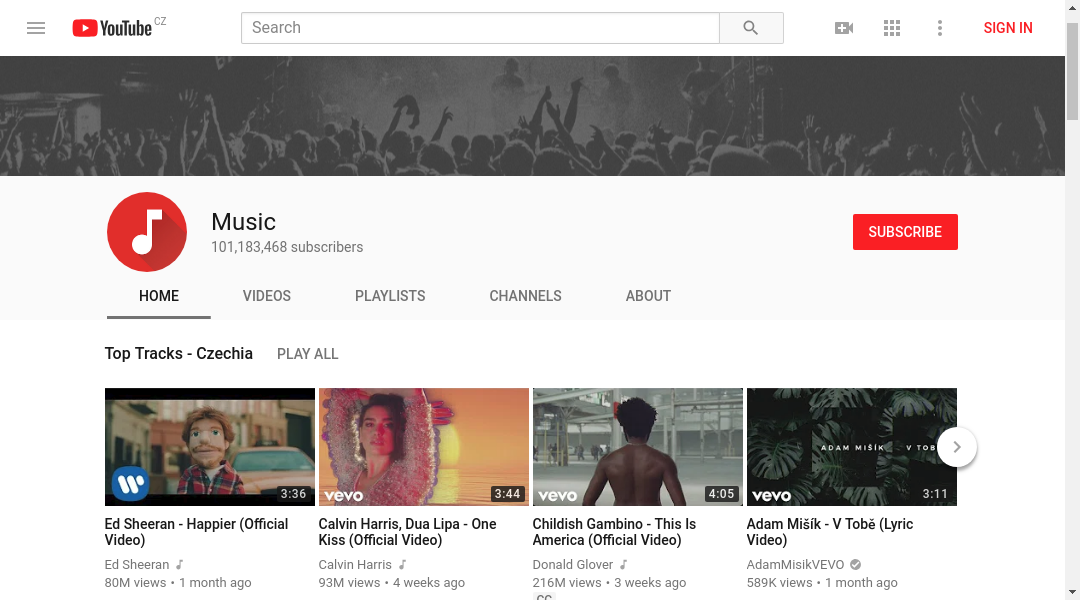 YouTube CZ
Search
SIGN IN
Music
101,183,468 subscribers
SUBSCRIBE
HOME VIDEOS PLAYLISTS CHANNELS ABOUT
Top Tracks - Czechia PLAY ALL
3:36
vevo 3:44
vevo 4:05
ADAM MIŠÍK V TOB
vevo 3:11
Ed Sheeran - Happier (Official
Video)
Ed Sheeran
80M views • 1 month ago
Calvin Harris, Dua Lipa - One
Kiss (Official Video)
Calvin Harris
93M views • 4 weeks ago
Childish Gambino - This Is
America (Official Video)
Donald Glover
216M views • 3 weeks ago
CC
Adam Mišík - V Tobě (Lyric
Video)
AdamMisikVEVO
589K views • 1 month ago